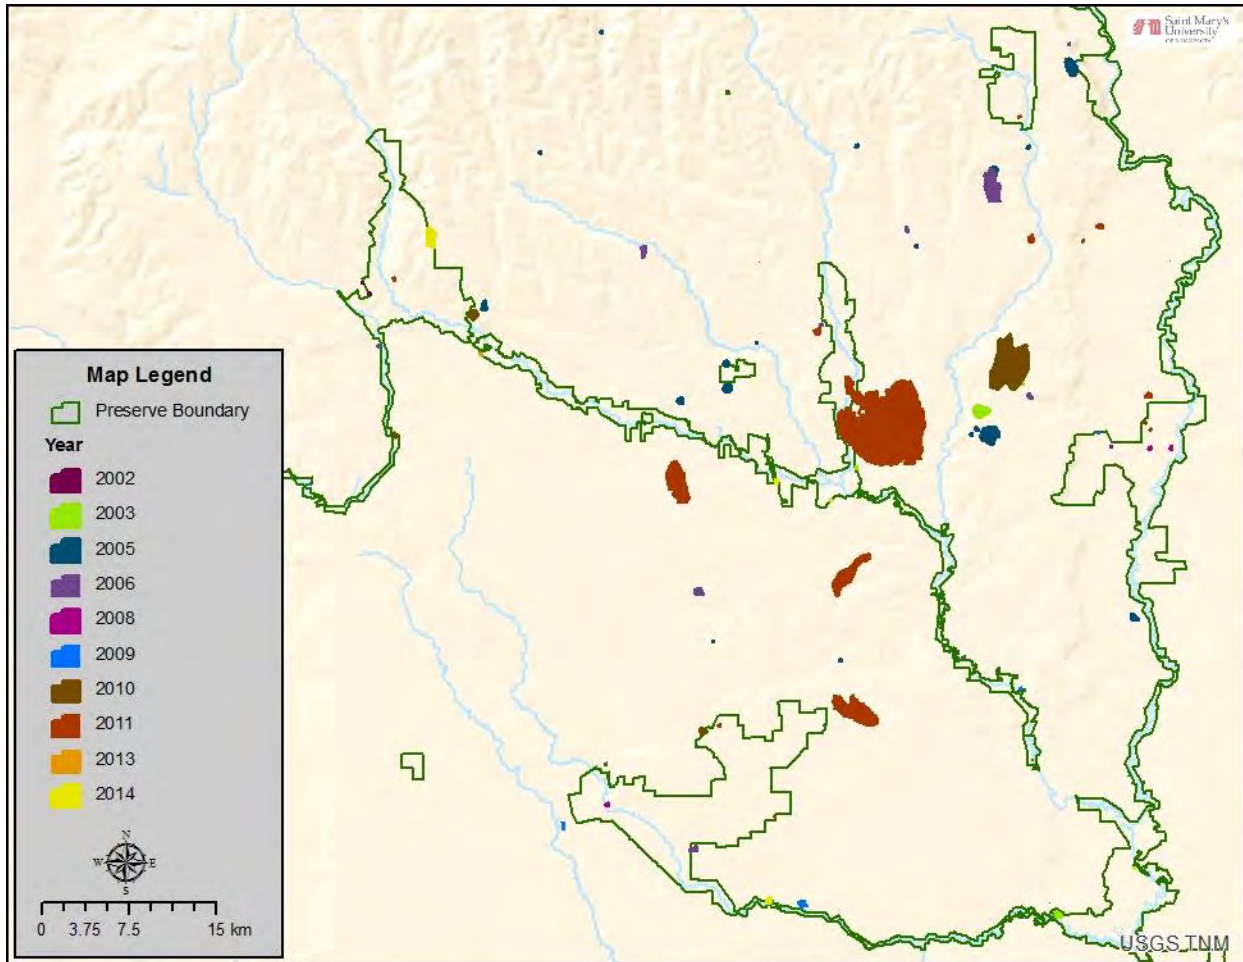 Saint Mary's
University
Map Legend
Preserve Boundary
Year
2002
2003
2005
2006
2008
2009
2010
2011
2013
2014
N
W E
S
0 3.75 7.5 15 km
USGS TNM